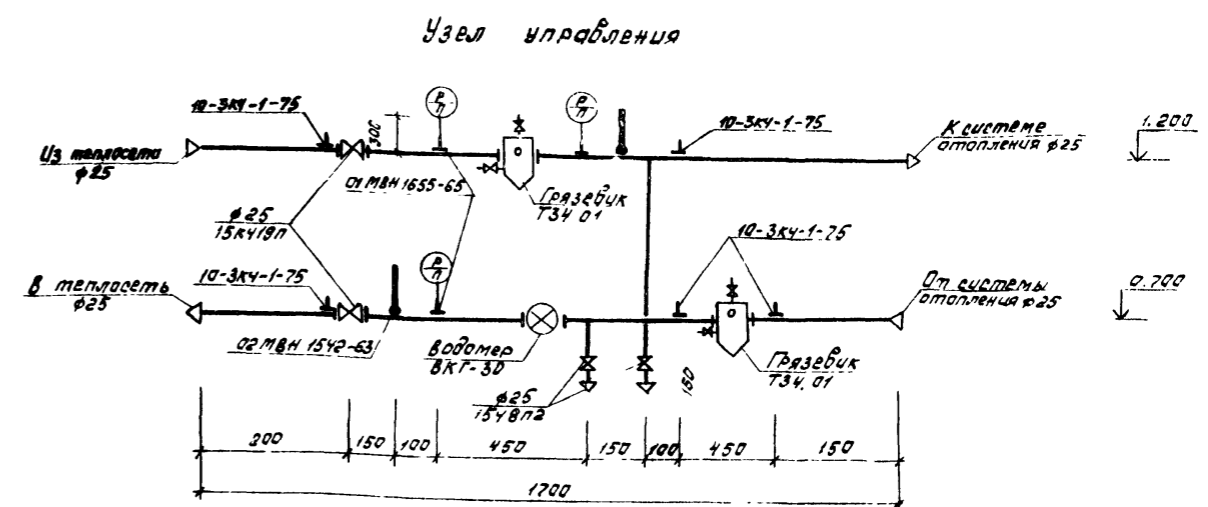 Узел управления
10-3кч-1-75
Р
П
300
Р
П
10-3кч-1-75
К системе
отопления ф25
1.200
Из теплосети
ф25
01 МВН 1655-65
Грязевик
Т34 01
ф25
15кч19п
10-3кч-1-75
10-3кч-1-75
Р
П
В теплосеть
ф25
От системы
отопления ф25
0.700
02 МВН 1542-63
Водомер
ВКГ-30
Грязевик
Т34.01
ф25
150
200
150
100
450
150
100
450
150
1700